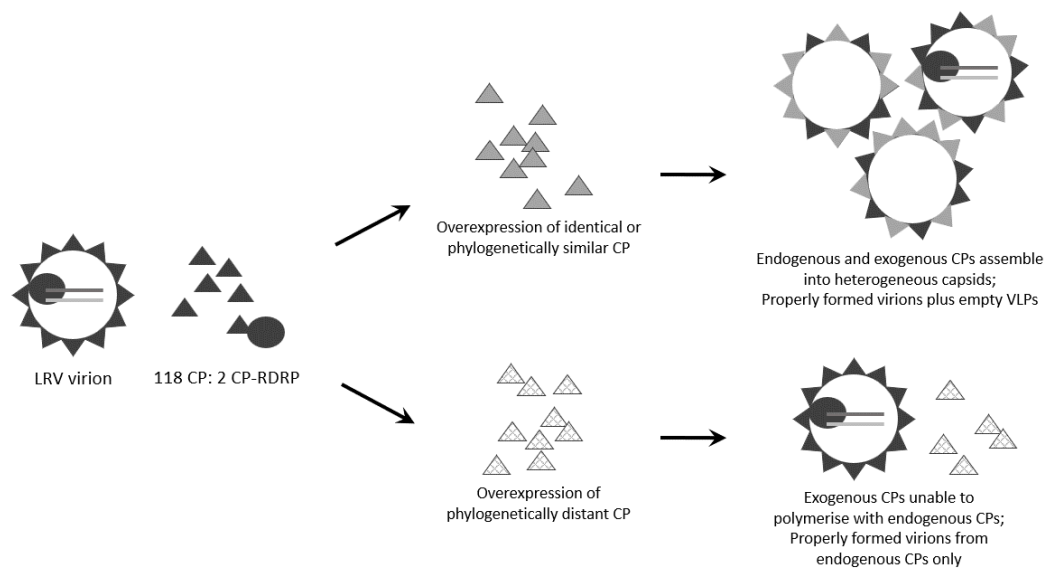 LRV virion
118 CP: 2 CP-RDRP
Overexpression of identical or
phylogenetically similar CP
Endogenous and exogenous CPs assemble
into heterogeneous capsids;
Properly formed virions plus empty VLPs
Overexpression of
phylogenetically distant CP
Exogenous CPs unable to
polymerise with endogenous CPs;
Properly formed virions from
endogenous CPs only